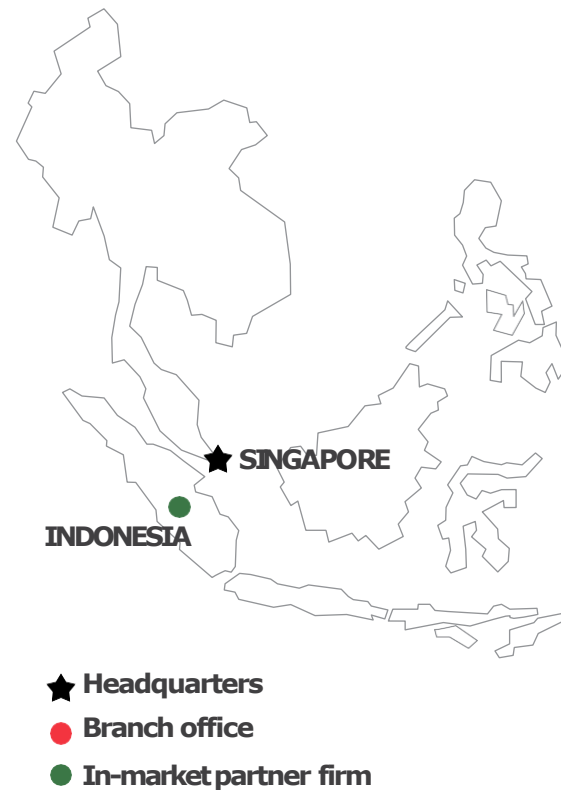 SINGAPORE
INDONESIA
Headquarters
Branch office
In-market partner firm